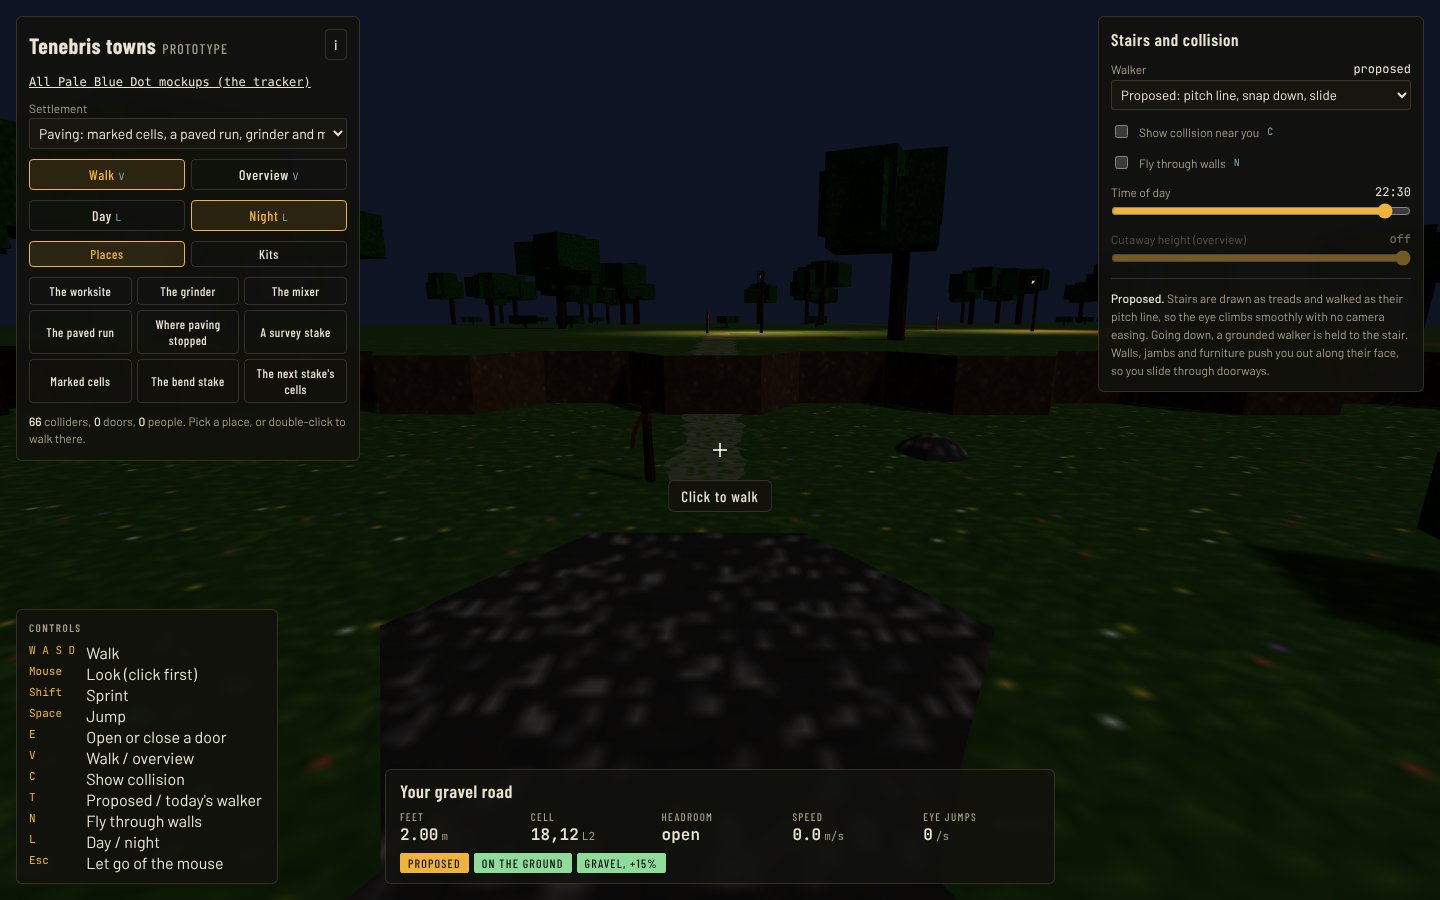 Tenebris towns PROTOTYPE
i
All Pale Blue Dot mockups (the tracker)
Settlement
Paving: marked cells, a paved run, grinder and m
Walk V
Overview V
Day L
Night L
Places
Kits
The worksite
The grinder
The mixer
The paved run
Where paving
stopped
A survey stake
Marked cells
The bend stake
The next stake's
cells
66 colliders, 0 doors, 0 people. Pick a place, or double-click to
walk there.
Stairs and collision
Walker proposed
Proposed: pitch line, snap down, slide
Show collision near you C
Fly through walls N
Time of day 22:30
Cutaway height (overview) off
Proposed. Stairs are drawn as treads and walked as their
pitch line, so the eye climbs smoothly with no camera
easing. Going down, a grounded walker is held to the stair.
Walls, jambs and furniture push you out along their face,
so you slide through doorways.
Click to walk
CONTROLS
W A S D Walk
Mouse Look (click first)
Shift Sprint
Space Jump
E Open or close a door
V Walk / overview
C Show collision
T Proposed / today's walker
N Fly through walls
L Day / night
Esc Let go of the mouse
Your gravel road
FEET CELL HEADROOM SPEED EYE JUMPS
2.00 m 18,12 L2 open 0.0 m/s 0 /s
PROPOSED ON THE GROUND GRAVEL, +15%